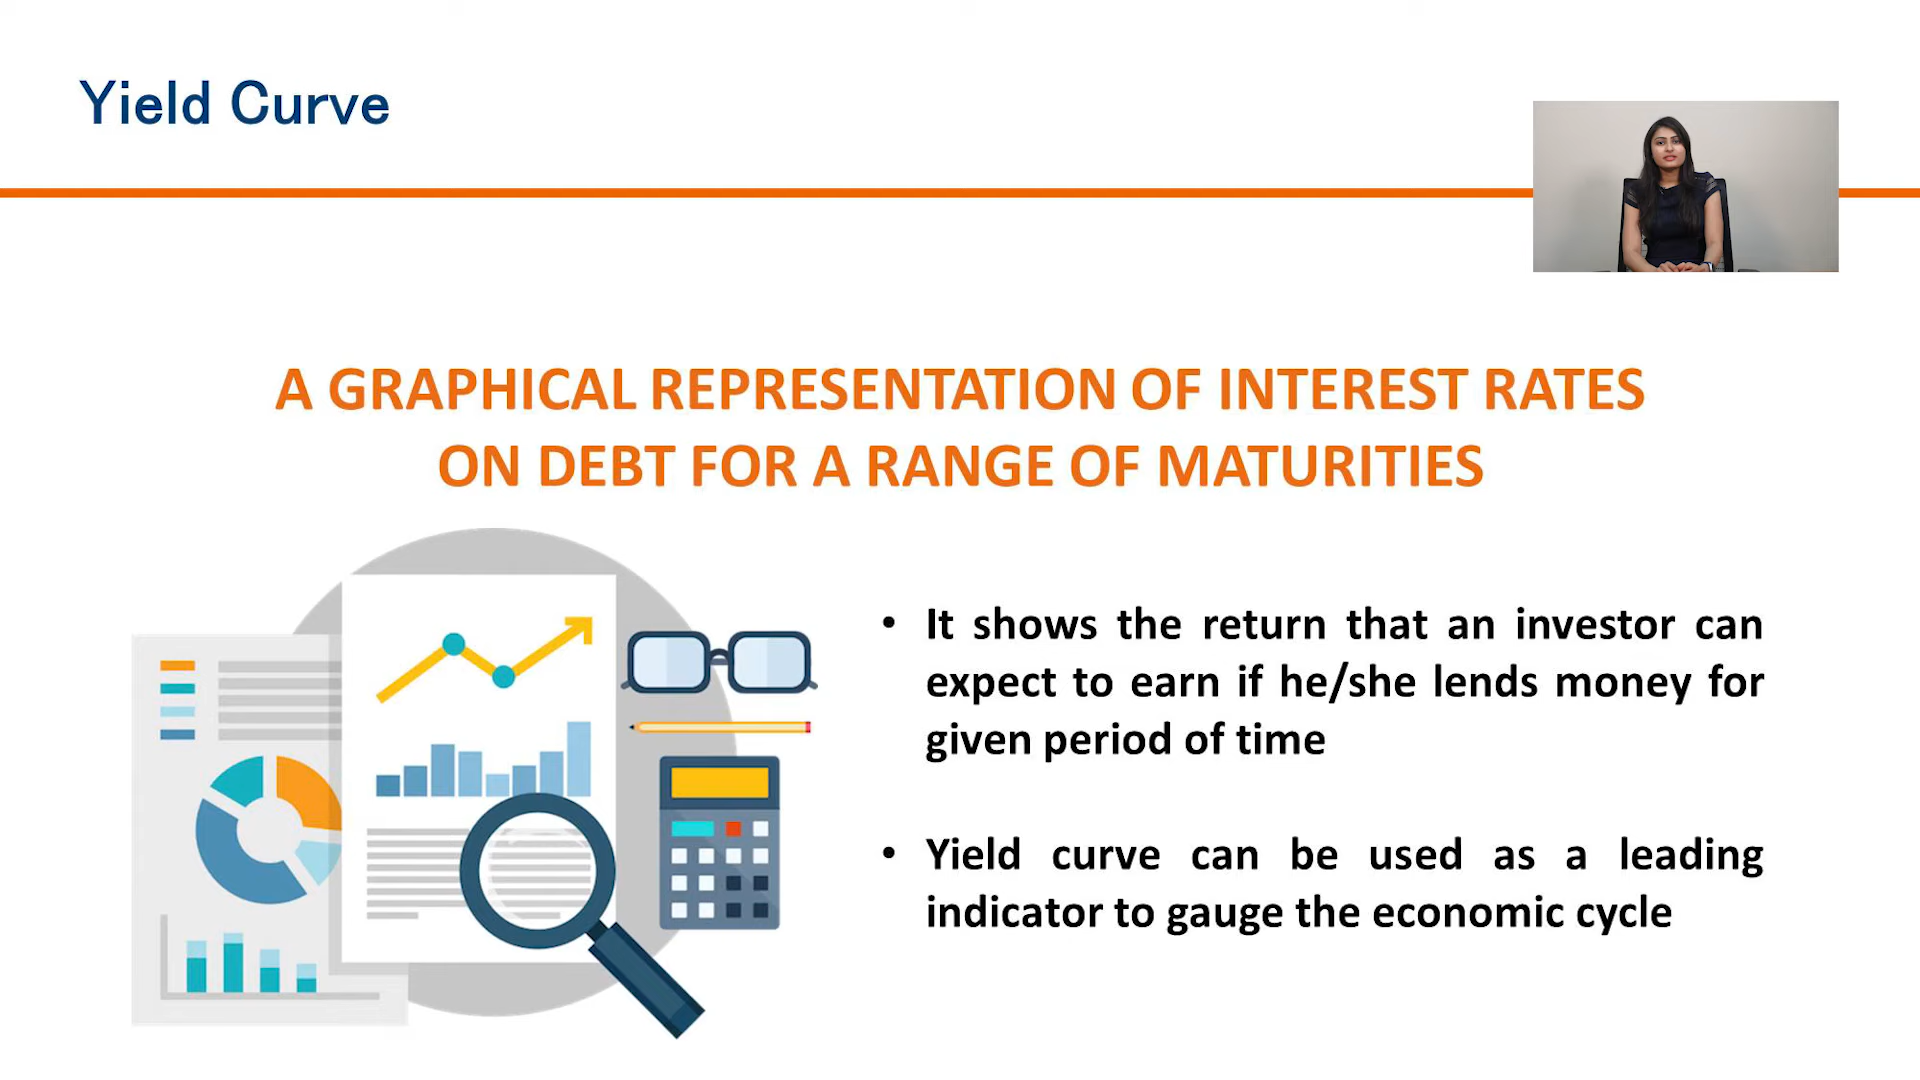 Yield Curve
A GRAPHICAL REPRESENTATION OF INTEREST RATES
ON DEBT FOR A RANGE OF MATURITIES
• It shows the return that an investor can
expect to earn if he/she lends money for
given period of time
• Yield curve can be used as a leading
indicator to gauge the economic cycle